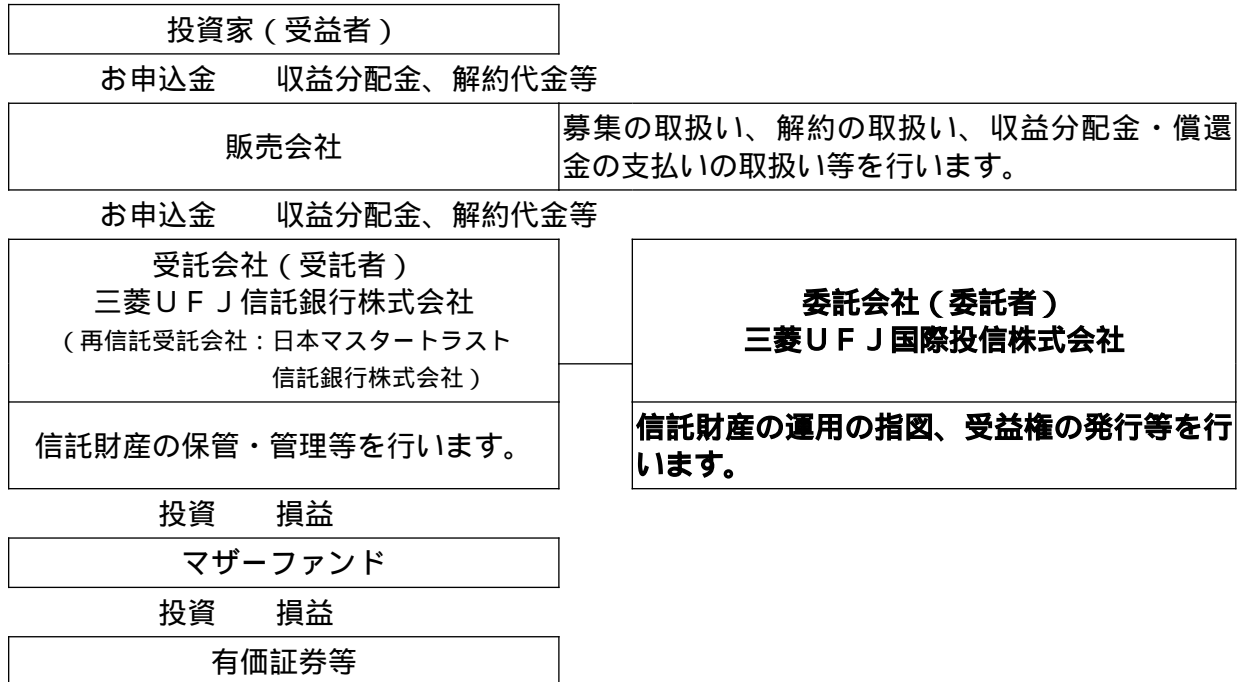 投資家（受益者）
お申込金　　収益分配金、解約代金等
販売会社
募集の取扱い、解約の取扱い、収益分配金・償還
金の支払いの取扱い等を行います。
お申込金　　収益分配金、解約代金等
受託会社（受託者）
三菱ＵＦＪ信託銀行株式会社
（再信託受託会社：日本マスタートラスト
信託銀行株式会社）
委託会社（委託者）
三菱ＵＦＪ国際投信株式会社
信託財産の保管・管理等を行います。
信託財産の運用の指図、受益権の発行等を行
います。
投資　　損益
マザーファンド
投資　　損益
有価証券等